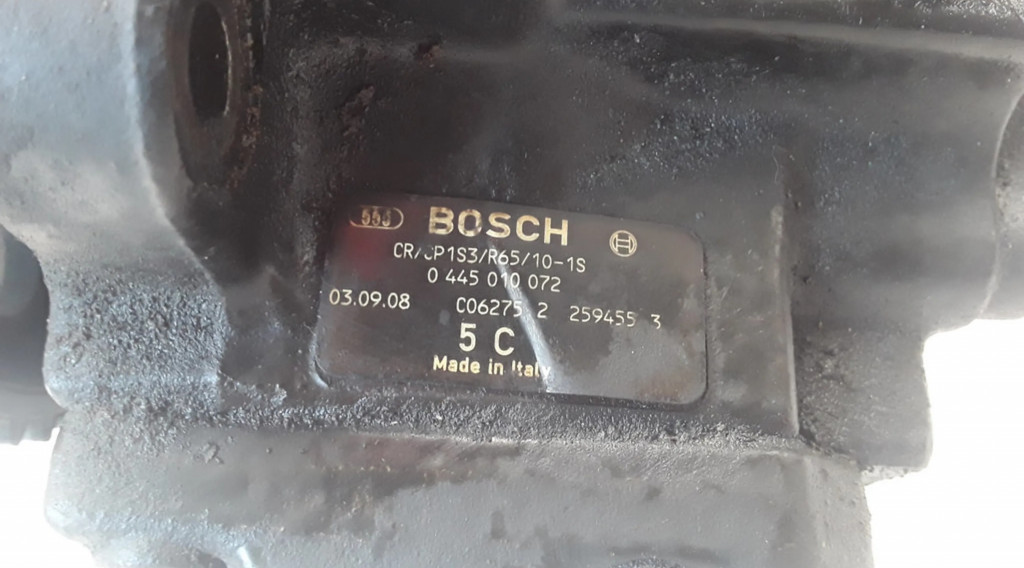 BOSCH
CR/CP1S3/R65/10-1S
0 445 010 072
03.09.08 C06275 2 259455 3
5 C
Made in Italy